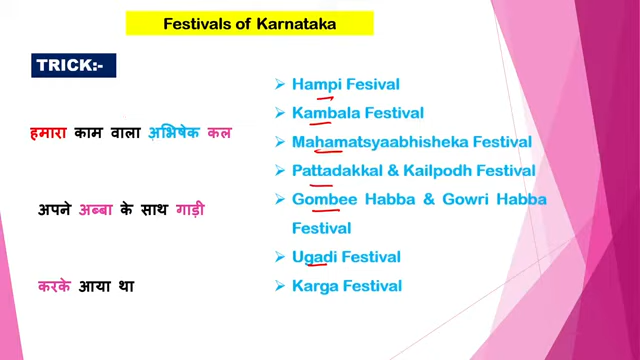 Festivals of Karnataka
TRICK:-
हमारा काम वाला अभिषेक कल
अपने अब्बा के साथ गाड़ी
करके आया था
➢ Hampi Fesival
➢ Kambala Festival
➢ Mahamatsyaabhisheka Festival
➢ Pattadakkal & Kailpodh Festival
➢ Gombee Habba & Gowri Habba
Festival
➢ Ugadi Festival
➢ Karga Festival